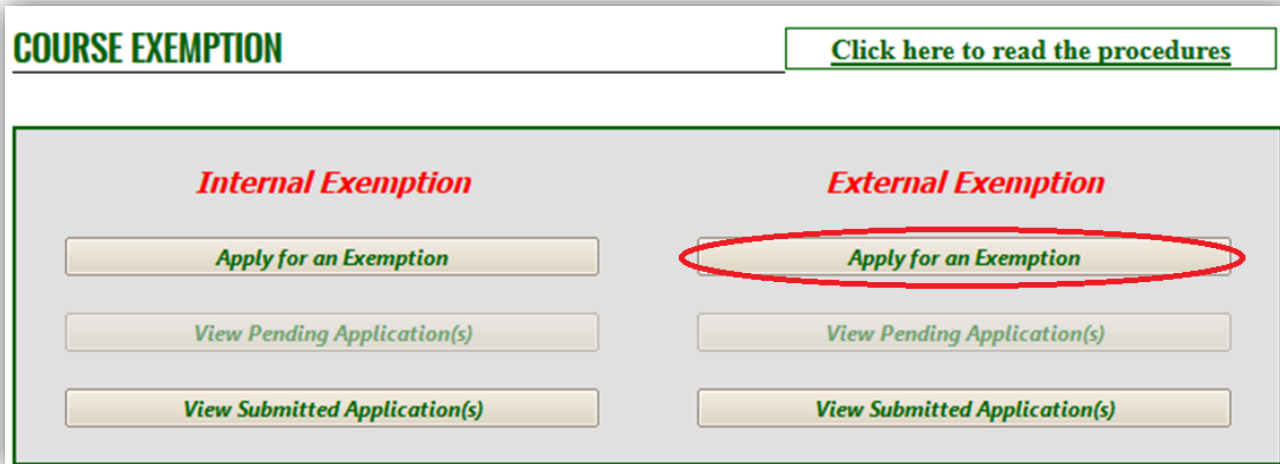 COURSE EXEMPTION
Click here to read the procedures
Internal Exemption
External Exemption
Apply for an Exemption
Apply for an Exemption
View Pending Application(s)
View Pending Application(s)
View Submitted Application(s)
View Submitted Application(s)